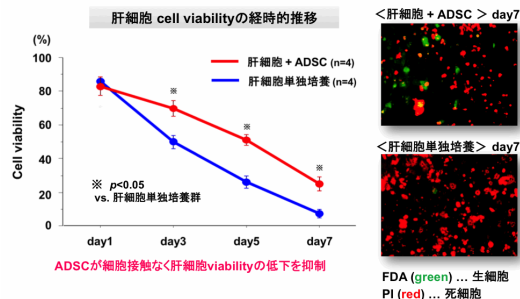 肝細胞 cell viabilityの経時的推移
(%)
100
80
60
40
20
0
Cell viability
肝細胞 + ADSC (n=4)
肝細胞単独培養 (n=4)
※
※
※
※ p<0.05
vs. 肝細胞単独培養群
day1
day3
day5
day7
ADSCが細胞接触なく肝細胞viabilityの低下を抑制
＜肝細胞 + ADSC ＞ day7
＜肝細胞単独培養＞ day7
FDA (green) … 生細胞
PI (red) … 死細胞